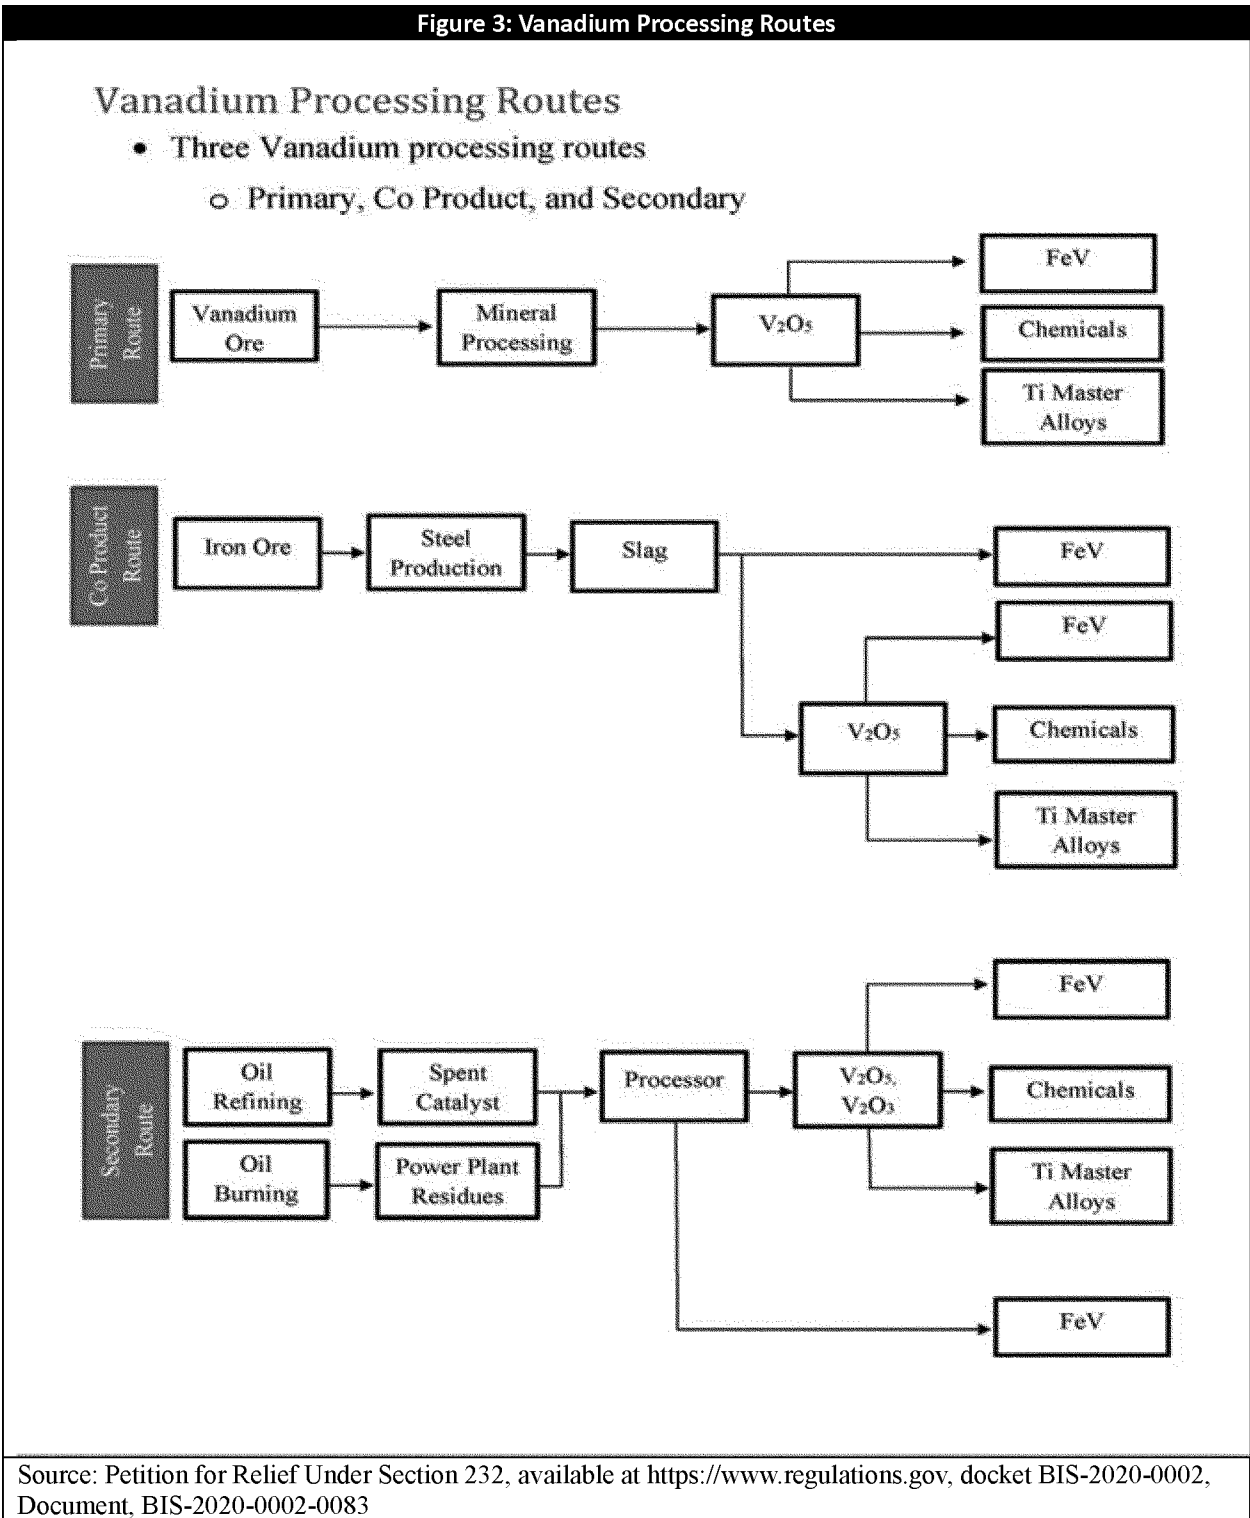 Figure 3: Vanadium Processing Routes
Vanadium Processing Routes
• Three Vanadium processing routes
o Primary, Co Product, and Secondary
Primary
Route
Vanadium
Ore
Mineral
Processing
V₂O₅
FeV
Chemicals
Ti Master
Alloys
Co Product
Route
Iron Ore
Steel
Production
Slag
FeV
FeV
V₂O₅
Chemicals
Ti Master
Alloys
Secondary
Route
Oil
Refining
Spent
Catalyst
Oil
Burning
Power Plant
Residues
Processor
V₂O₅,
V₂O₃
FeV
Chemicals
Ti Master
Alloys
FeV
Source: Petition for Relief Under Section 232, available at https://www.regulations.gov, docket BIS-2020-0002,
Document, BIS-2020-0002-0083